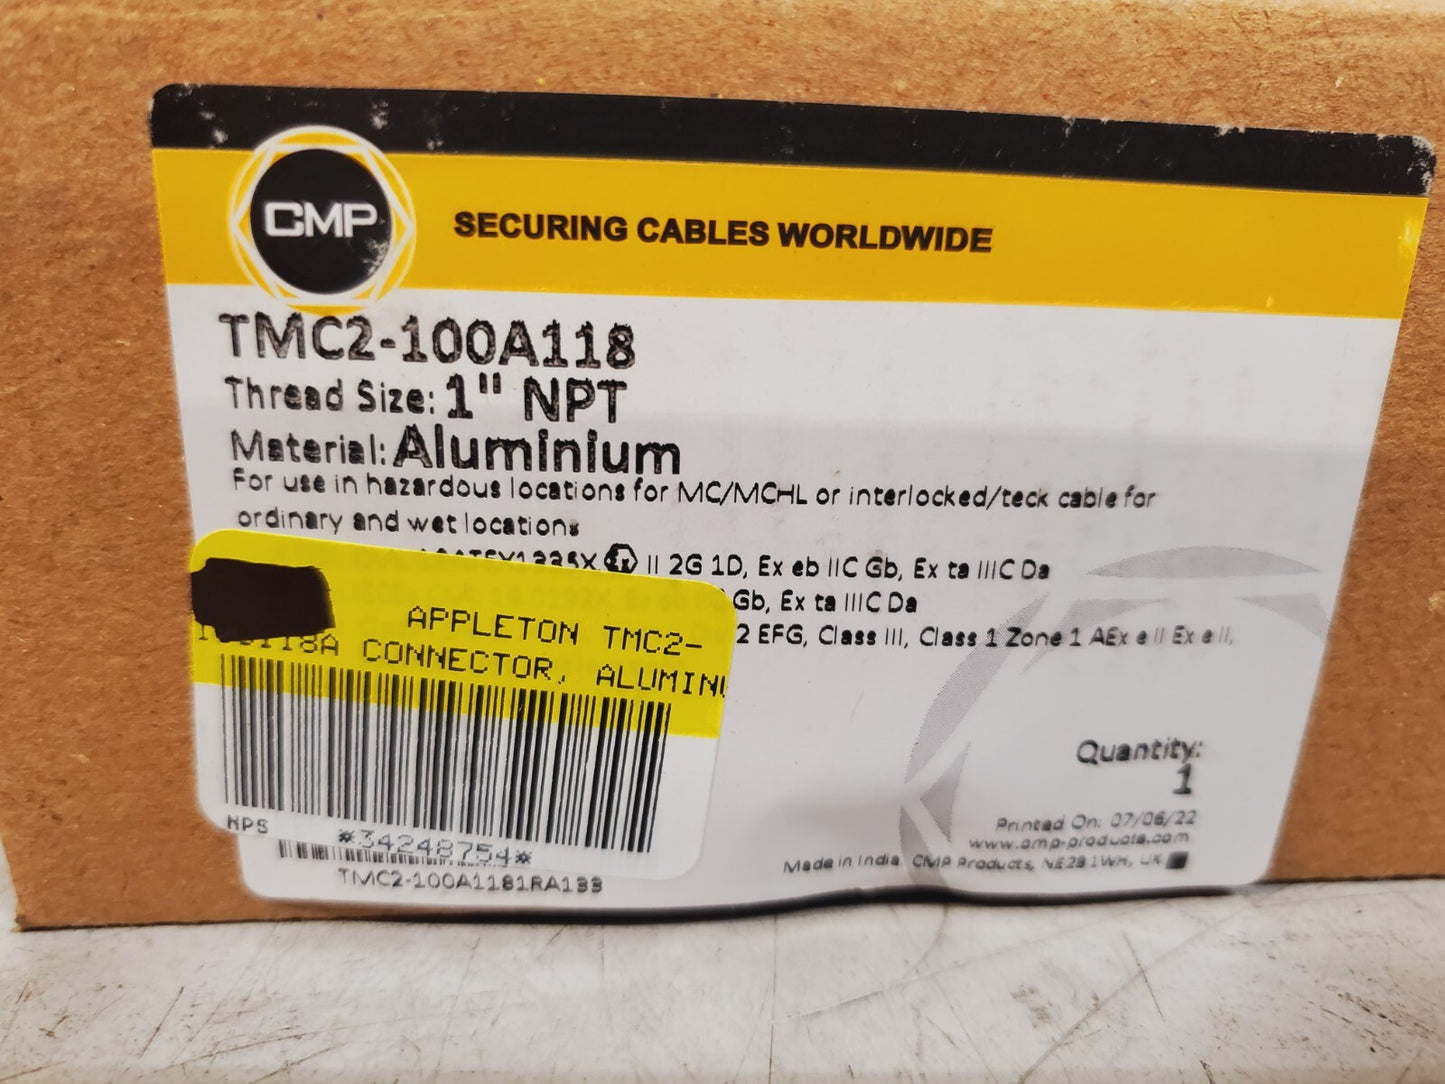 CMP
SECURING CABLES WORLDWIDE
TMC2-100A118
Thread Size: 1" NPT
Material: Aluminium
For use in hazardous locations for MC/MCHL or interlocked/teck cable for
ordinary and wet locations
II 2G 1D, Ex eb IIC Gb, Ex ta IIIC Da
Gb, Ex ta IIIC Da
2 EFG, Class III, Class 1 Zone 1 AEx e II Ex e II,
APPLETON TMC2-
118A CONNECTOR, ALUMIN
NPS
*34248754*
TMC2-100A1181RA133
Quantity:
1
Printed On: 07/06/22
www.cmp-products.com
Made in India. CMP Products, UK